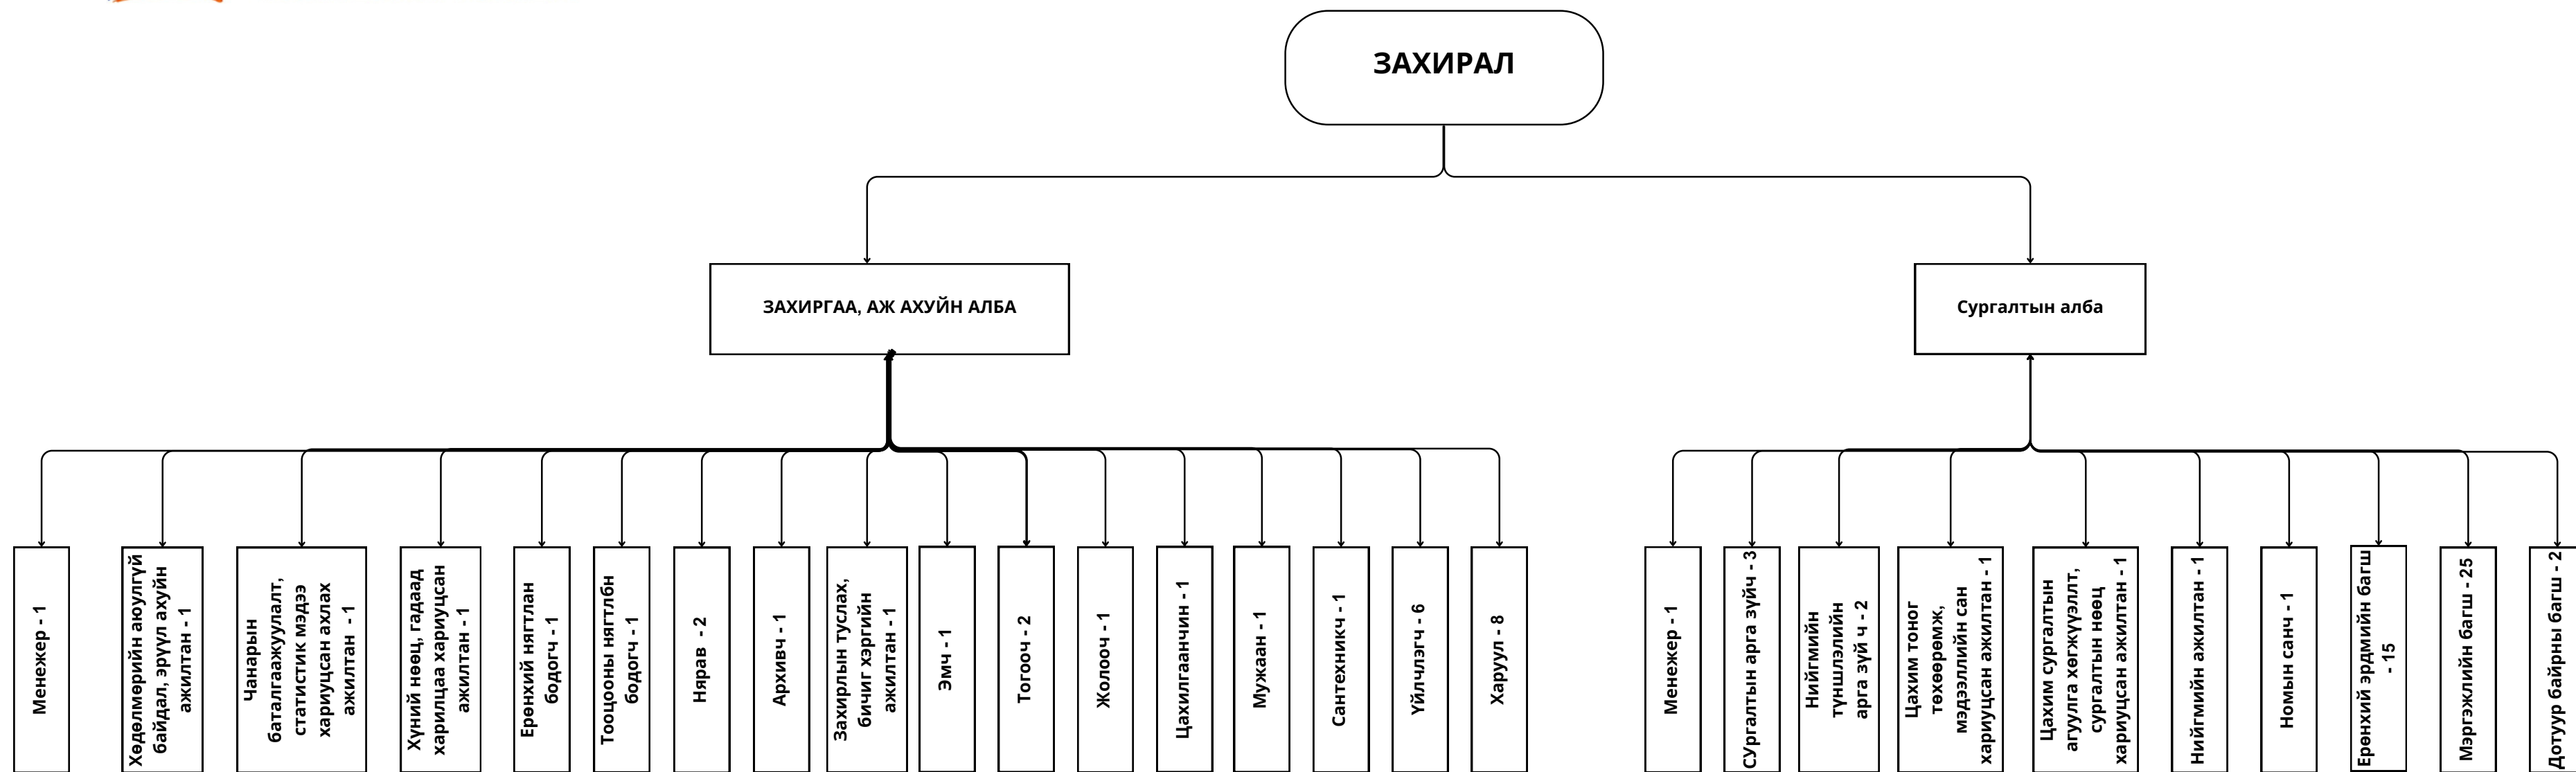 ЗАХИРАЛ
ЗАХИРГАА, АЖ АХУЙН АЛБА
Сургалтын алба
Менежер - 1
Хөдөлмөрийн аюулгүй
байдал, эрүүл ахуйн
ажилтан - 1
Чанарын
баталгаажуулалт,
статистик мэдээ
хариуцсан ахлах
ажилтан - 1
Хүний нөөц, гадаад
харилцаа хариуцсан
ажилтан - 1
Ерөнхий нягтлан
бодогч - 1
Тооцооны нягтлбн
бодогч - 1
Нярав - 2
Архивч - 1
Захирлын туслах,
бичиг хэргийн
ажилтан - 1
Эмч - 1
Тогооч - 2
Жолооч - 1
Цахилгаанчин - 1
Мужаан - 1
Сантехникч - 1
Үйлчлэгч - 6
Харуул - 8
Менежер - 1
СУргалтын арга зүйч - 3
Нийгмийн
түншлэлийн
арга зүй ч - 2
Цахим тоног
төхөөрөмж,
мэдээллийн сан
хариуцсан ажилтан - 1
Цахим сургалтын
агуулга хөгжүүэллт,
сургалтын нөөц
хариуцсан ажилтан - 1
Нийгмийн ажилтан - 1
Номын санч - 1
Ерөнхий эрдмийн багш
- 15
Мэргэжлийн багш - 25
Дотуур байрны багш - 2